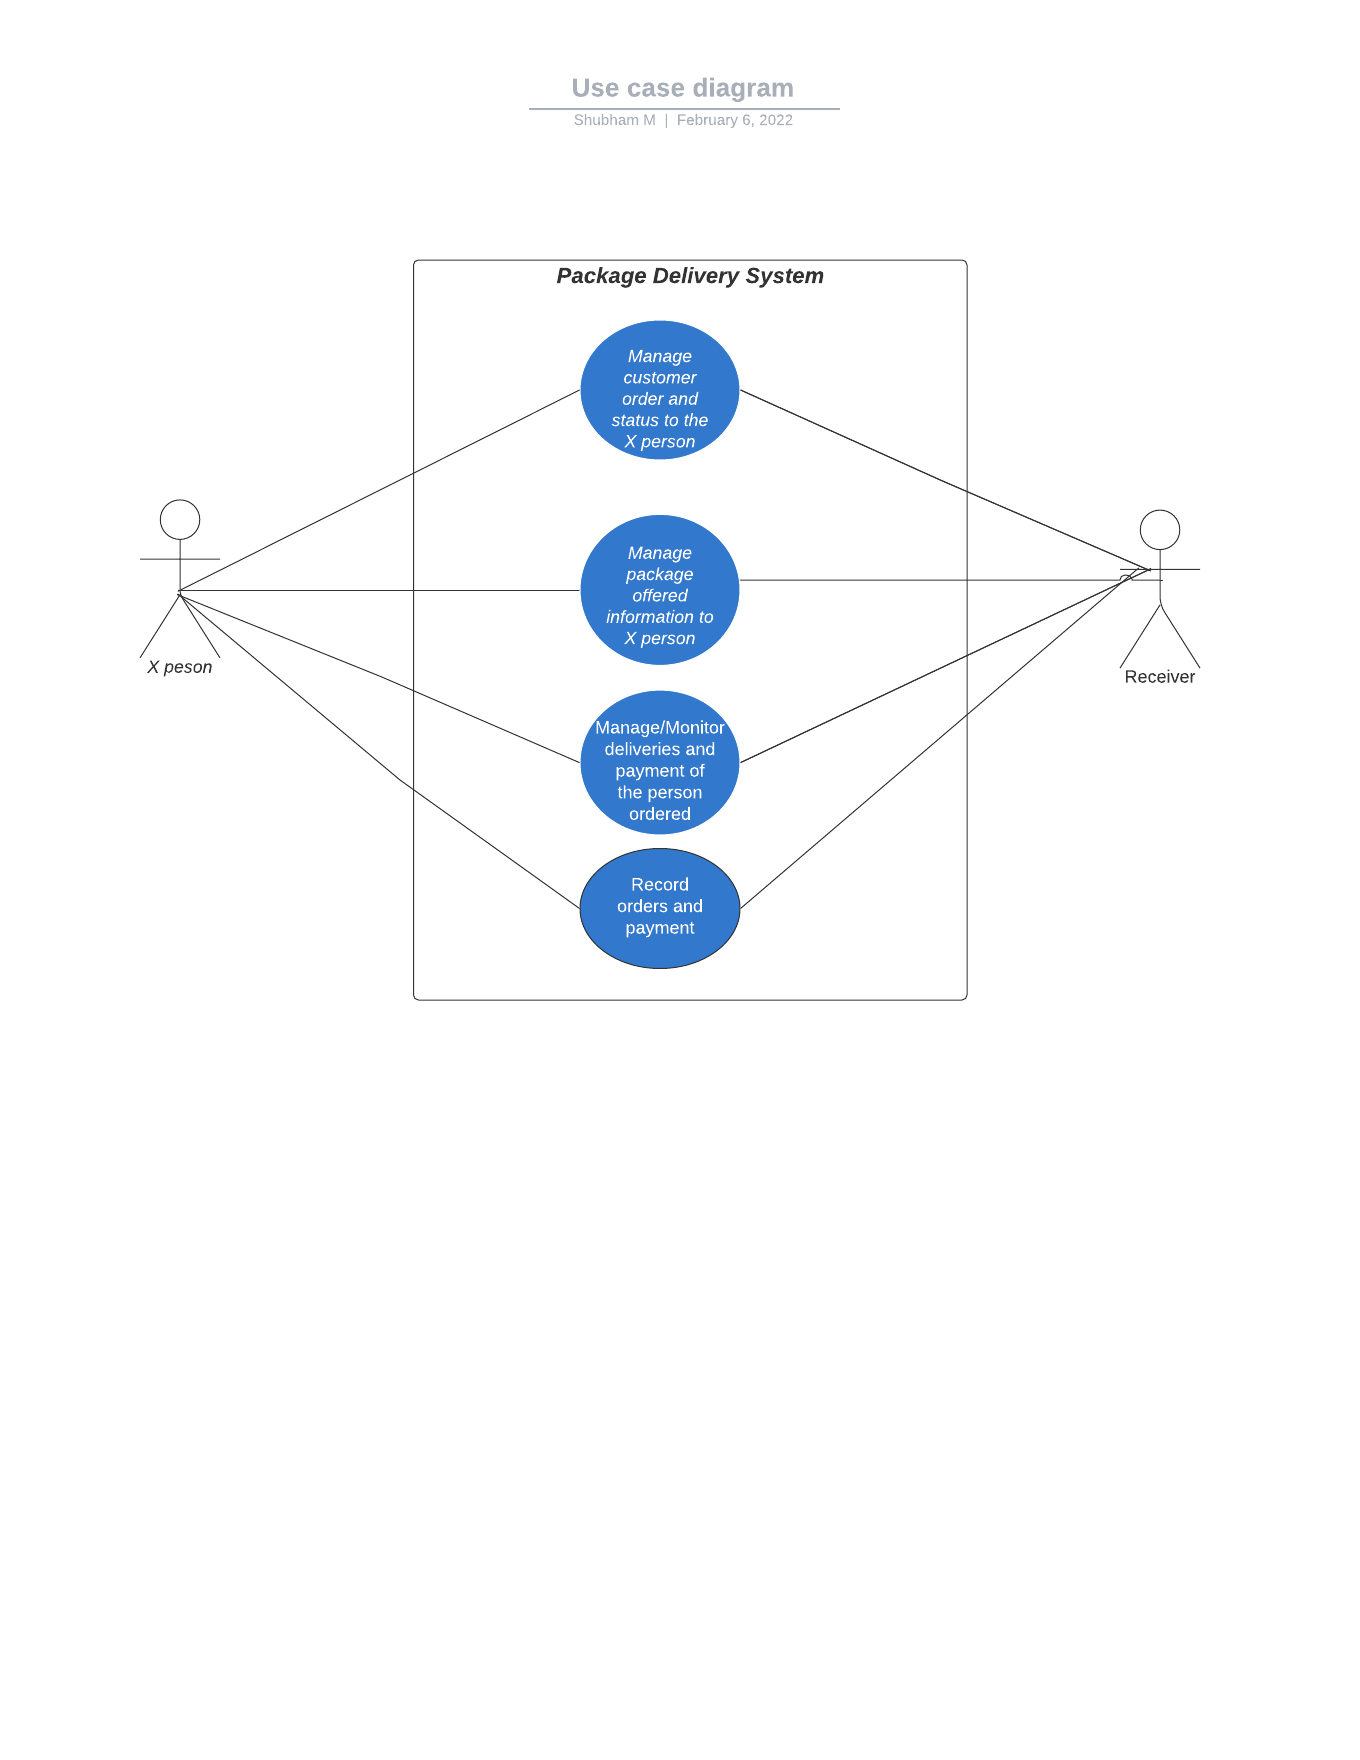 Use case diagram
Shubham M | February 6, 2022
Package Delivery System
Manage
customer
order and
status to the
X person
Manage
package
offered
information to
X person
X peson
Receiver
Manage/Monitor
deliveries and
payment of
the person
ordered
Record
orders and
payment